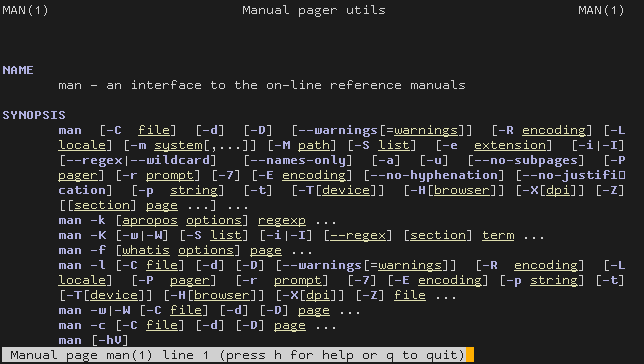 MAN(1) Manual pager utils MAN(1)
NAME
man – an interface to the on-line reference manuals
SYNOPSIS
man [-C file] [-d] [-D] [--warnings[=warnings]] [-R encoding] [-L
locale] [-m system[,...]] [-M path] [-S list] [-e extension] [-i|-I]
[--regex|--wildcard] [--names-only] [-a] [-u] [--no-subpages] [-P
pager] [-r prompt] [-7] [-E encoding] [--no-hyphenation] [--no-justifi‐
cation] [-p string] [-t] [-T[device]] [-H[browser]] [-X[dpi]] [-Z]
[[section] page ...] ...
man -k [apropos options] regexp ...
man -K [-w|-W] [-S list] [-i|-I] [--regex] [section] term ...
man -f [whatis options] page ...
man -l [-C file] [-d] [-D] [--warnings[=warnings]] [-R encoding] [-L
locale] [-P pager] [-r prompt] [-7] [-E encoding] [-p string] [-t]
[-T[device]] [-H[browser]] [-X[dpi]] [-Z] file ...
man -w|-W [-C file] [-d] [-D] page ...
man -c [-C file] [-d] [-D] page ...
man [-hV]
Manual page man(1) line 1 (press h for help or q to quit)